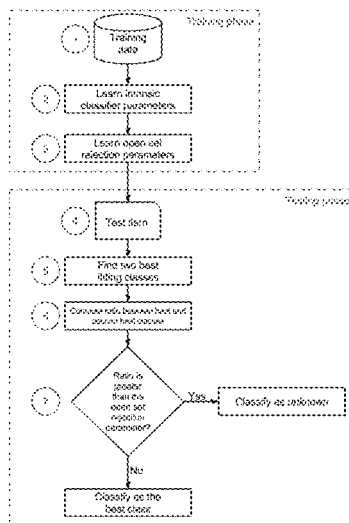 Training phase
1
Training
data
2
Learn intrinsic
classifier parameters
3
Learn open set
rejection parameters
Testing phase
4
Test item
5
Find two best
fitting classes
6
Compute ratio between best and
second best classes
7
Ratio is
greater
than the
open set
rejection
parameter?
Yes
Classify as unknown
No
Classify as the
best class